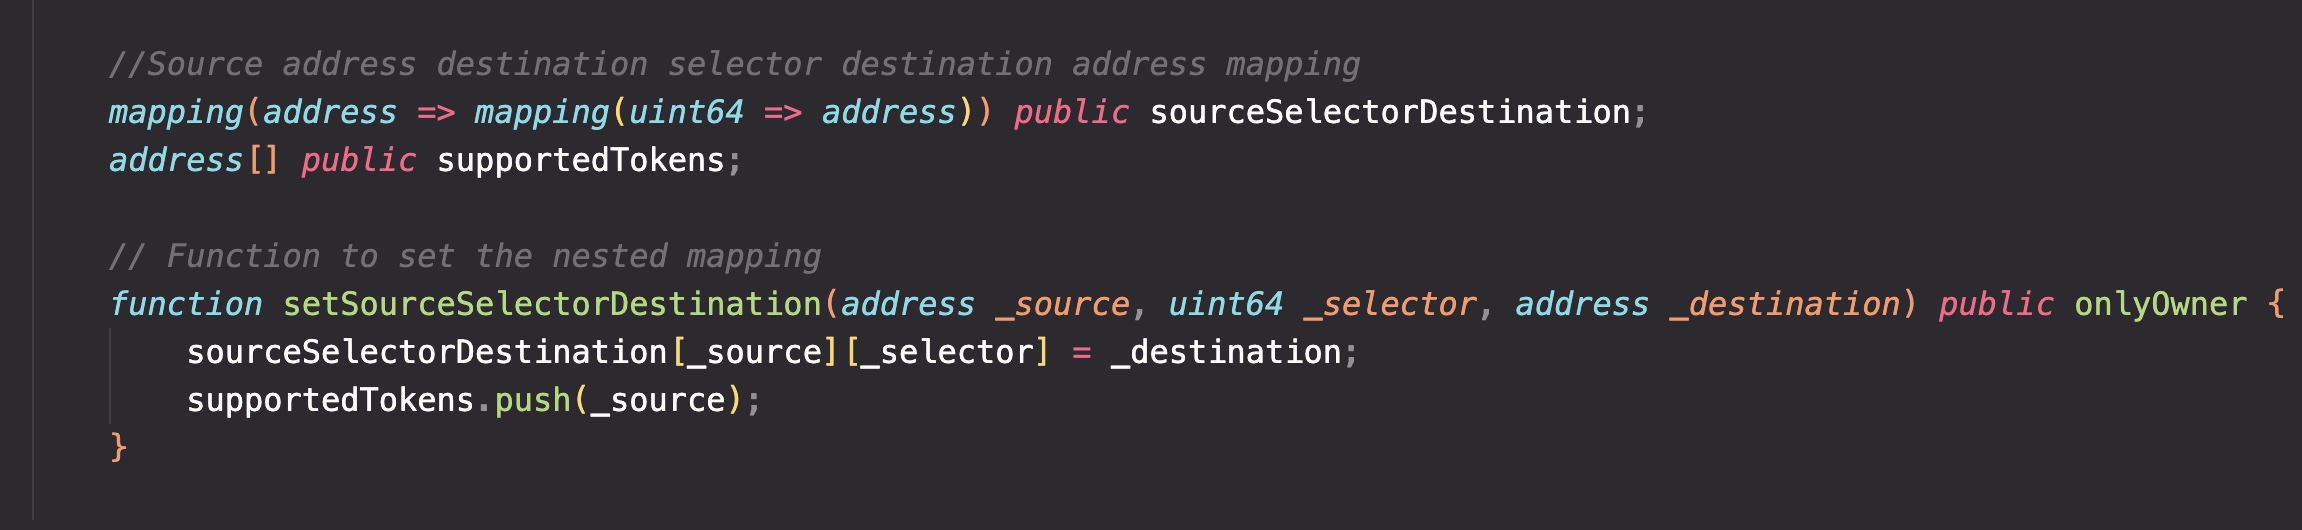 //Source address destination selector destination address mapping
mapping(address => mapping(uint64 => address)) public sourceSelectorDestination;
address[] public supportedTokens;
// Function to set the nested mapping
function setSourceSelectorDestination(address _source, uint64 _selector, address _destination) public onlyOwner {
sourceSelectorDestination[_source][_selector] = _destination;
supportedTokens.push(_source);
}